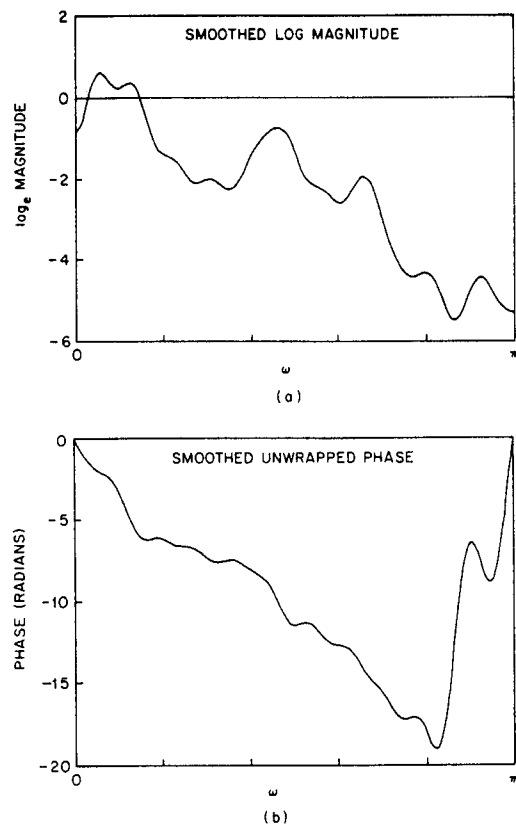 2
SMOOTHED LOG MAGNITUDE
0
log_e MAGNITUDE
-2
-4
-6
0
ω
π
(a)
0
SMOOTHED UNWRAPPED PHASE
-5
PHASE (RADIANS)
-10
-15
-20
0
ω
π
(b)